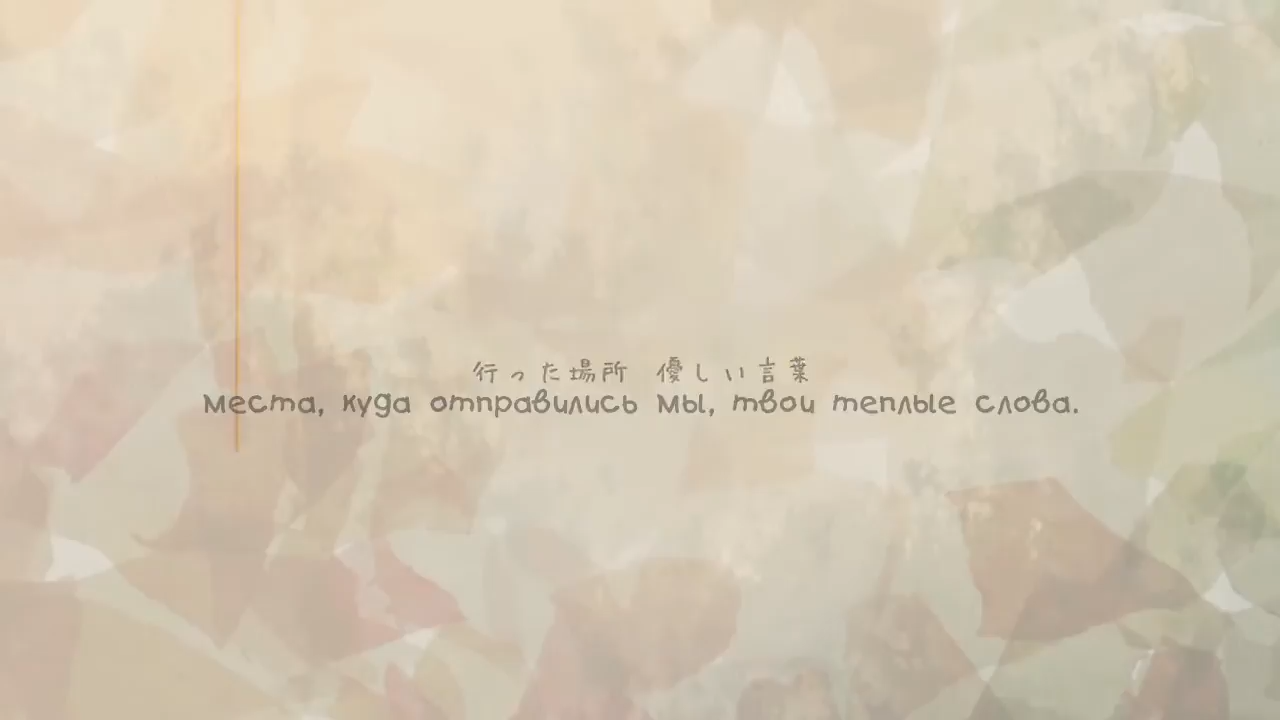 行った場所 優しい言葉
места, куда отправились мы, твои теплые слова.